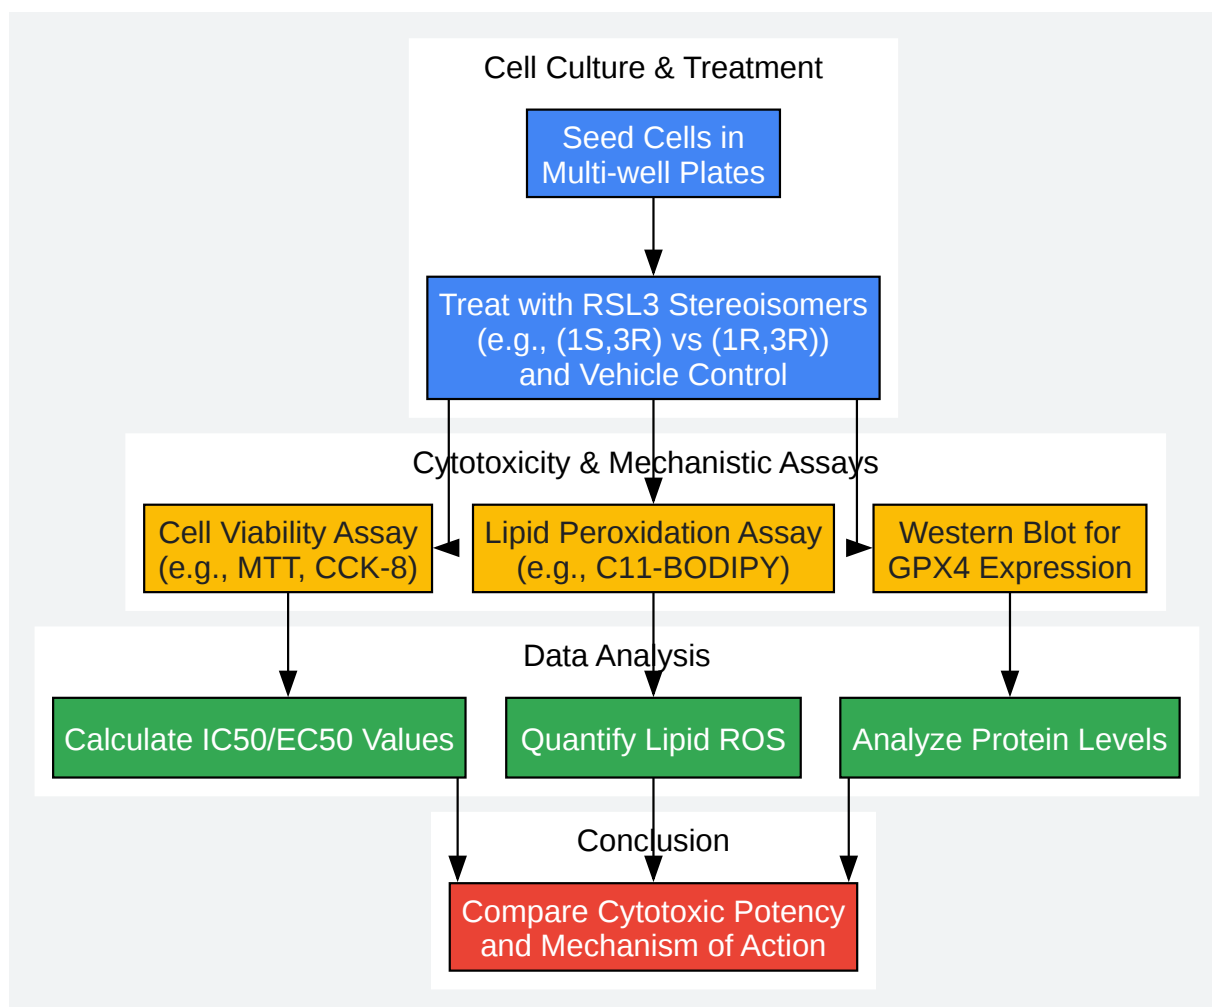 Cell Culture & Treatment
Seed Cells in
Multi-well Plates
Treat with RSL3 Stereoisomers
(e.g., (1S,3R) vs (1R,3R))
and Vehicle Control
Cytotoxicity & Mechanistic Assays
Cell Viability Assay
(e.g., MTT, CCK-8)
Lipid Peroxidation Assay
(e.g., C11-BODIPY)
Western Blot for
GPX4 Expression
Data Analysis
Calculate IC50/EC50 Values
Quantify Lipid ROS
Analyze Protein Levels
Conclusion
Compare Cytotoxic Potency
and Mechanism of Action